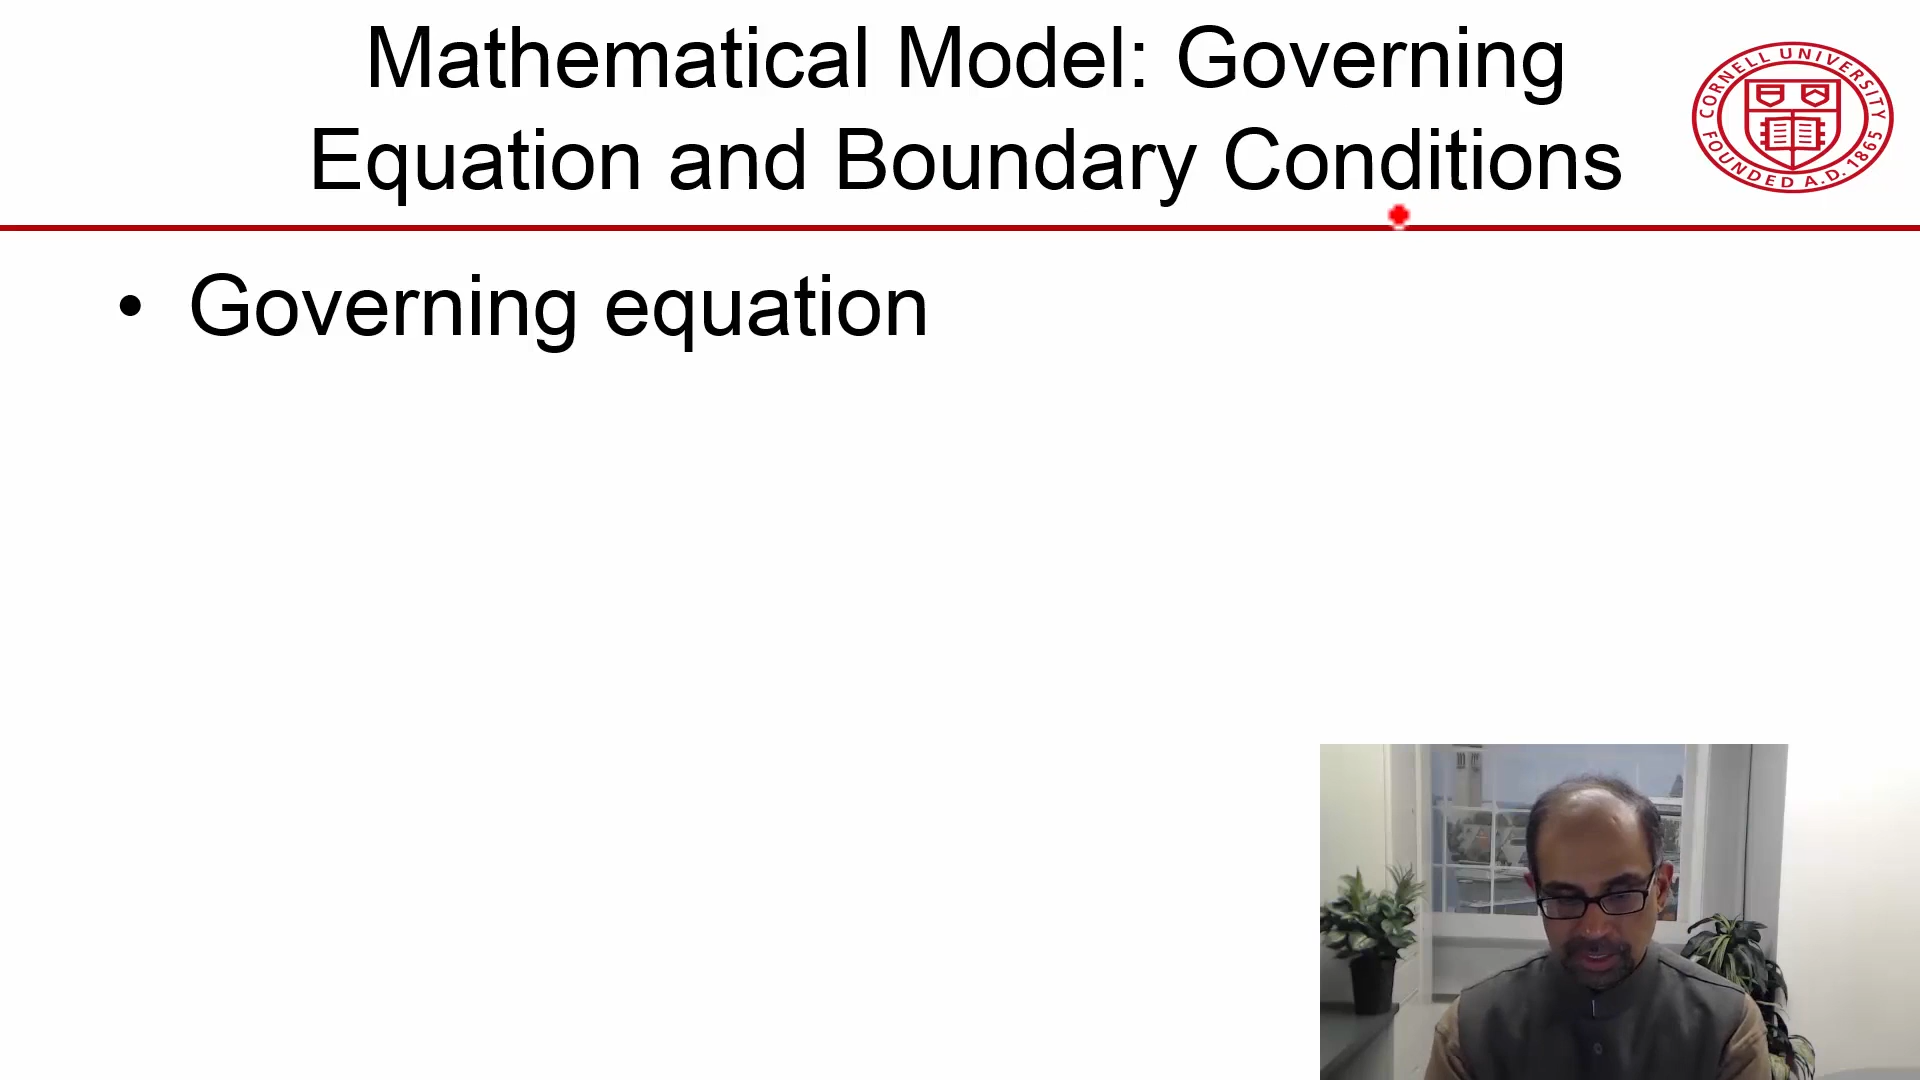 Mathematical Model: Governing
Equation and Boundary Conditions
CORNELL UNIVERSITY
FOUNDED A.D. 1865
• Governing equation